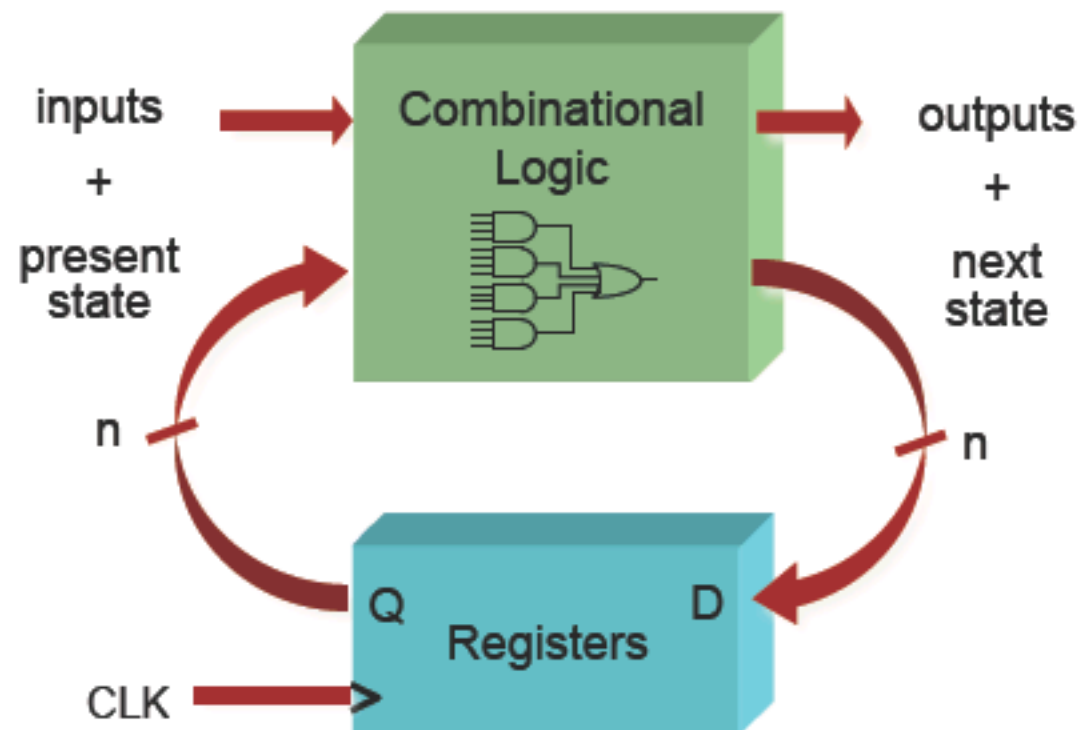 inputs
+
present
state
Combinational
Logic
outputs
+
next
state
n
n
Q
D
Registers
CLK